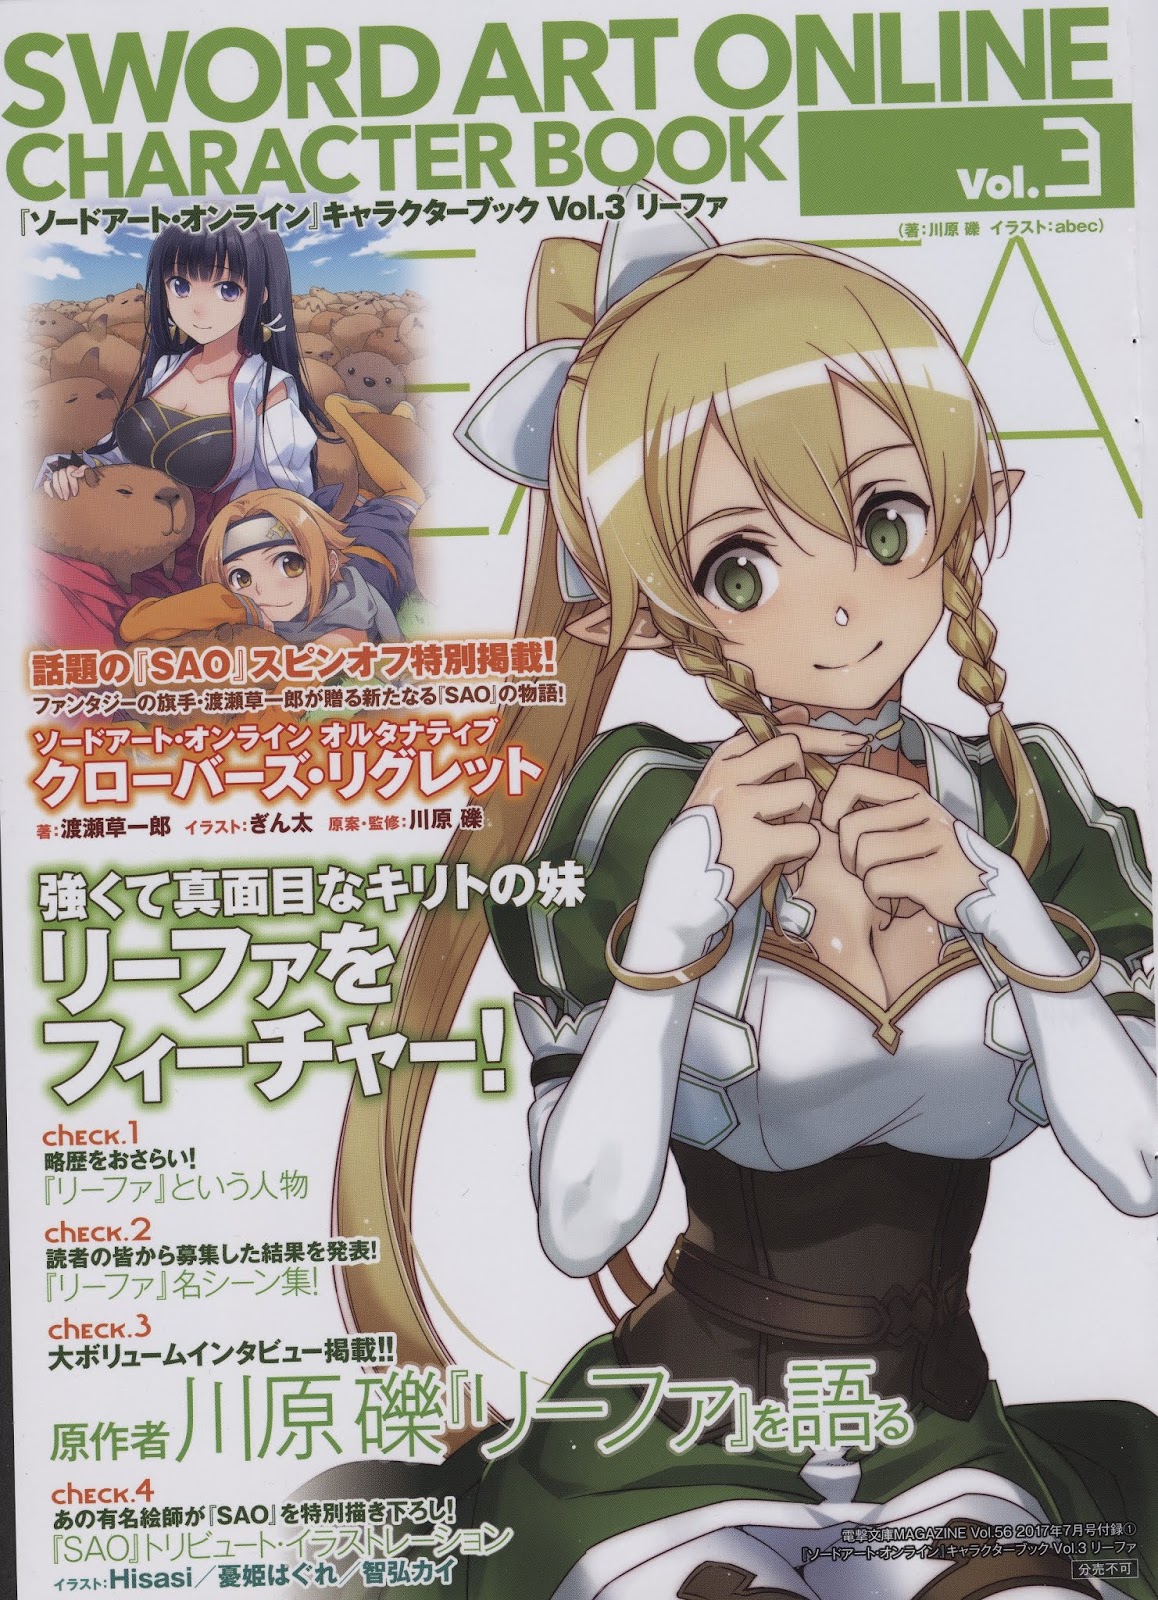 SWORD ART ONLINE
CHARACTER BOOK
Vol.3
『ソードアート・オンライン』キャラクターブック Vol.3 リーファ
(著:川原 礫 イラスト:abec)
話題の『SAO』スピンオフ特別掲載!
ファンタジーの旗手・渡瀬草一郎が贈る新たなる『SAO』の物語!
ソードアート・オンライン オルタナティブ
クローバーズ・リグレット
著:渡瀬草一郎 イラスト:ぎん太 原案・監修:川原 礫
強くて真面目なキリトの妹
リーファを
フィーチャー!
check.1
略歴をおさらい!
『リーファ』という人物
check.2
読者の皆から募集した結果を発表!
『リーファ』名シーン集!
check.3
大ボリュームインタビュー掲載!!
原作者 川原 礫『リーファ』を語る
check.4
あの有名絵師が『SAO』を特別描き下ろし!
『SAO』トリビュート・イラストレーション
イラスト:Hisasi/憂姫はぐれ/智弘カイ
電撃文庫MAGAZINE Vol.56 2017年7月号付録①
『ソードアート・オンライン』キャラクターブック Vol.3 リーファ
分売不可